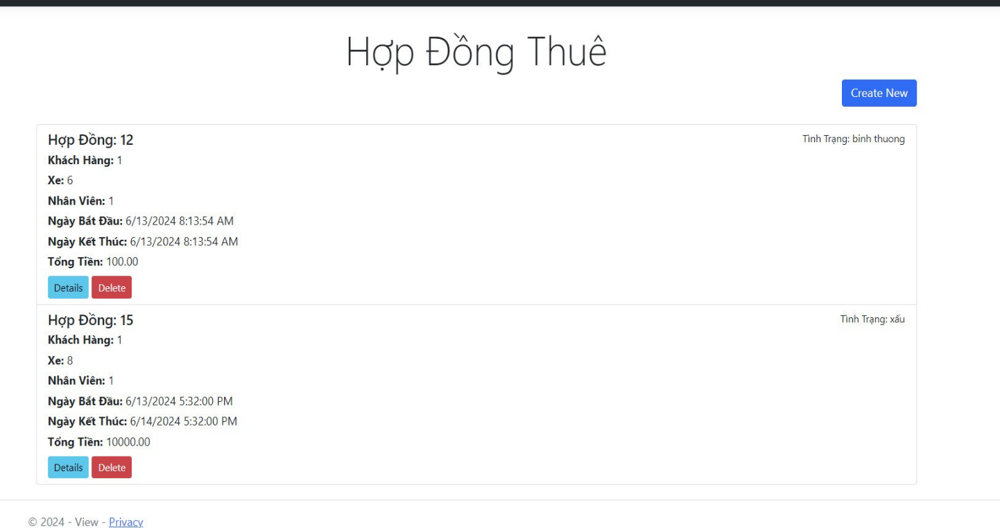 Hợp Đồng Thuê
Create New
Hợp Đồng: 12
Tình Trạng: binh thuong
Khách Hàng: 1
Xe: 6
Nhân Viên: 1
Ngày Bắt Đầu: 6/13/2024 8:13:54 AM
Ngày Kết Thúc: 6/13/2024 8:13:54 AM
Tổng Tiền: 100.00
Details Delete
Hợp Đồng: 15
Tình Trạng: xấu
Khách Hàng: 1
Xe: 8
Nhân Viên: 1
Ngày Bắt Đầu: 6/13/2024 5:32:00 PM
Ngày Kết Thúc: 6/14/2024 5:32:00 PM
Tổng Tiền: 10000.00
Details Delete
© 2024 - View - Privacy